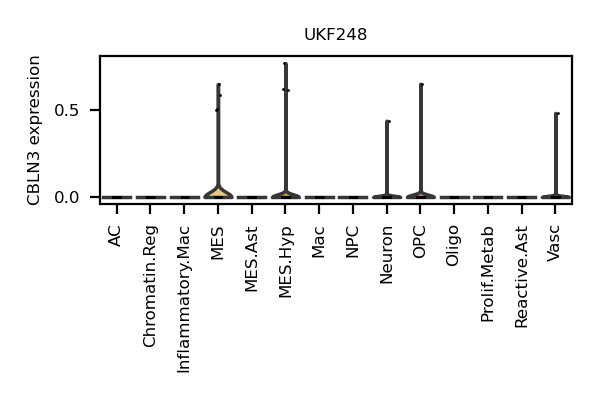 UKF248
CBLN3 expression
0.5
0.0
AC
Chromatin.Reg
Inflammatory.Mac
MES
MES.Ast
MES.Hyp
Mac
NPC
Neuron
OPC
Oligo
Prolif.Metab
Reactive.Ast
Vasc